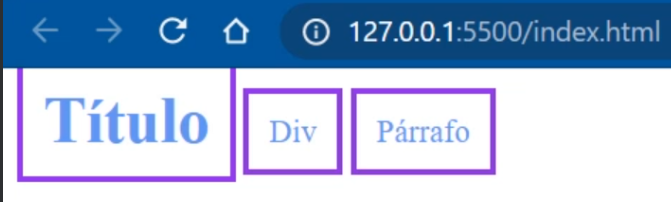 127.0.0.1:5500/index.html
Título Div Párrafo